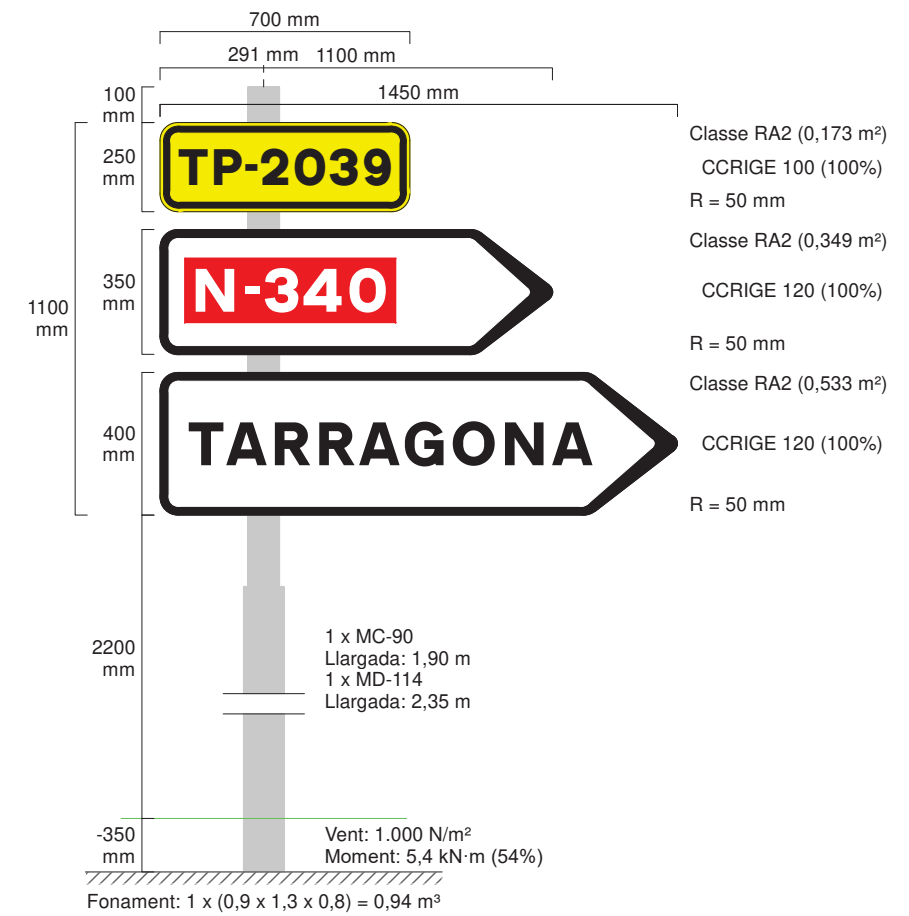 700 mm
291 mm 1100 mm
1450 mm
100
mm
250
mm
TP-2039
Classe RA2 (0,173 m²)
CCRIGE 100 (100%)
R = 50 mm
1100
mm
350
mm
N-340
Classe RA2 (0,349 m²)
CCRIGE 120 (100%)
R = 50 mm
400
mm
TARRAGONA
Classe RA2 (0,533 m²)
CCRIGE 120 (100%)
R = 50 mm
2200
mm
1 x MC-90
Llargada: 1,90 m
1 x MD-114
Llargada: 2,35 m
-350
mm
Vent: 1.000 N/m²
Moment: 5,4 kN·m (54%)
Fonament: 1 x (0,9 x 1,3 x 0,8) = 0,94 m³